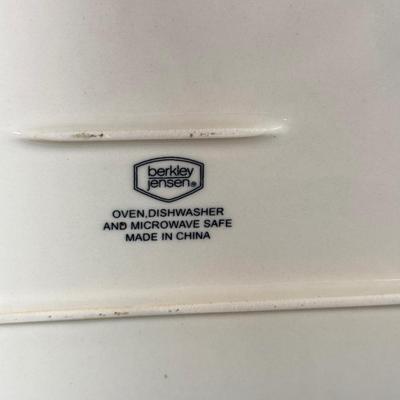 berkley
jensen®
OVEN,DISHWASHER
AND MICROWAVE SAFE
MADE IN CHINA